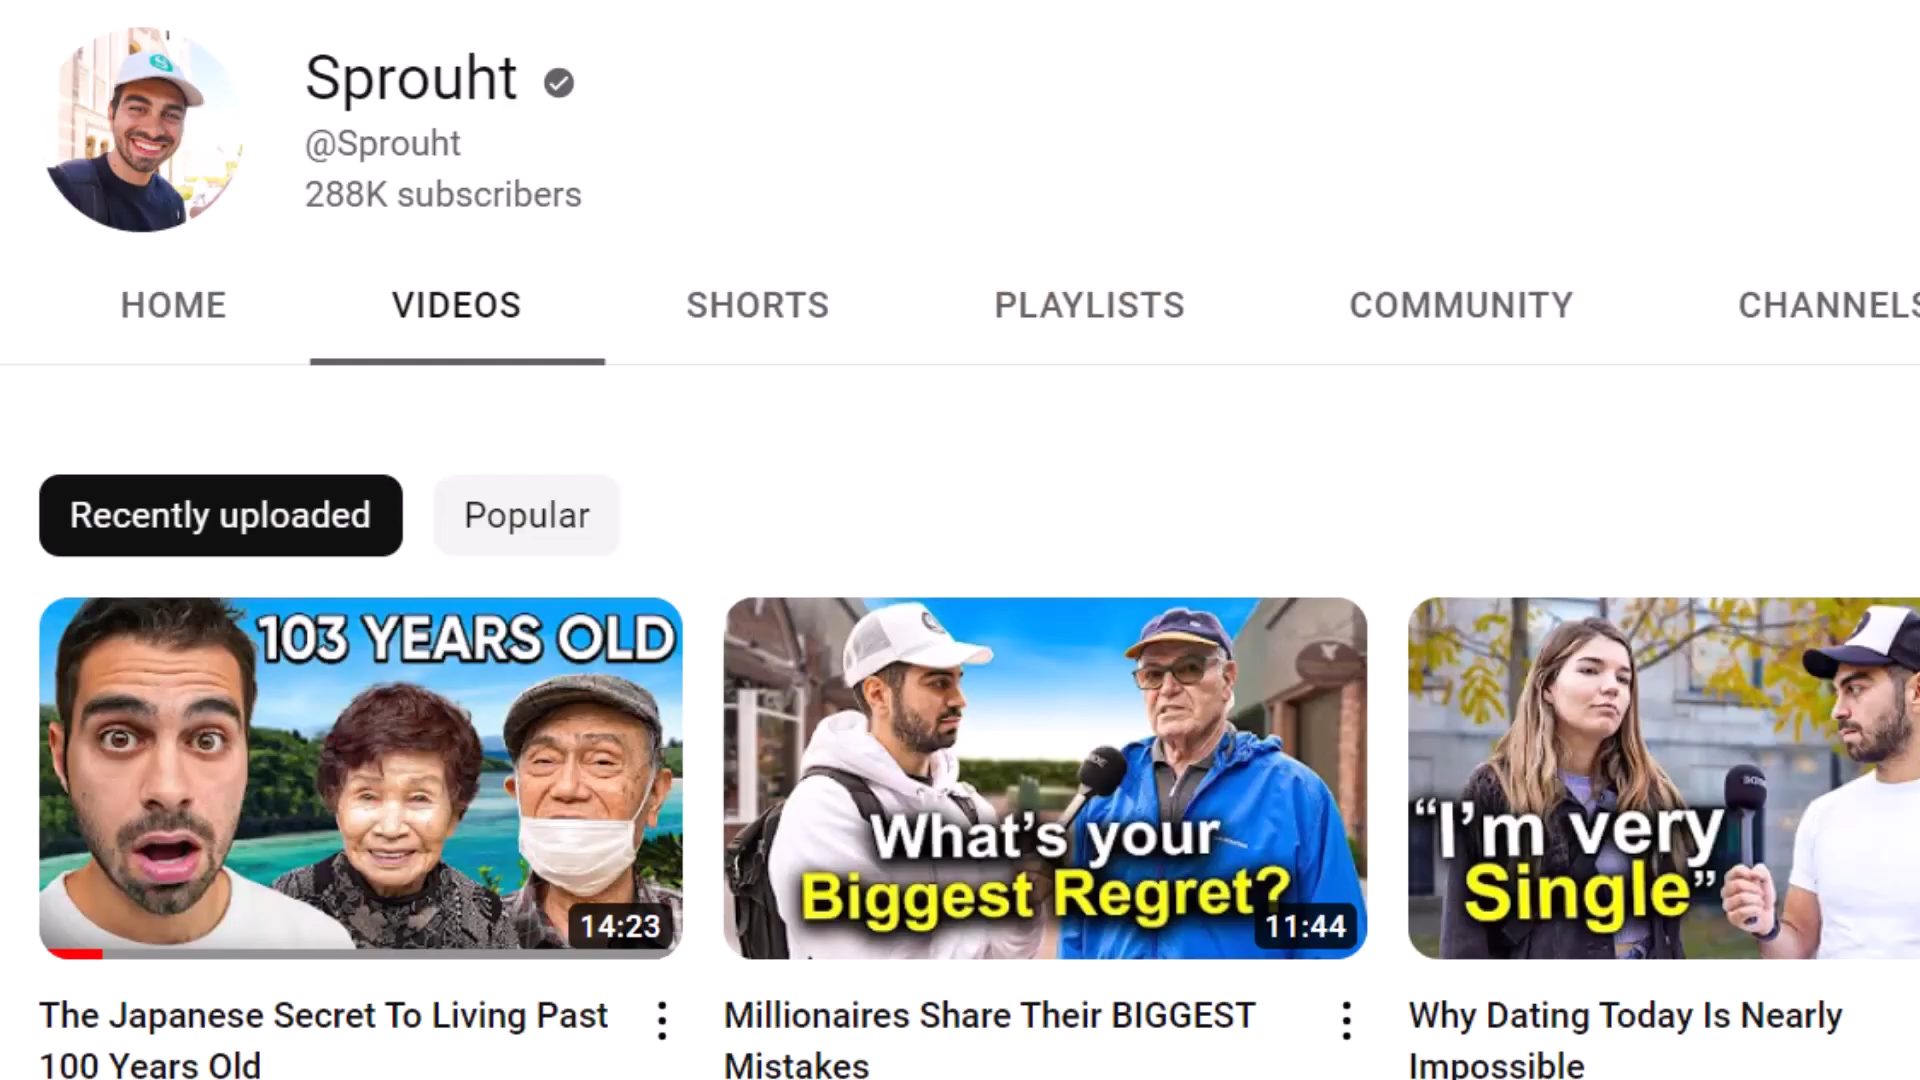 Sprouht
@Sprouht
288K subscribers
HOME VIDEOS SHORTS PLAYLISTS COMMUNITY CHANNELS
Recently uploaded Popular
103 YEARS OLD
14:23
What's your
Biggest Regret?
11:44
“I'm very
Single”
The Japanese Secret To Living Past
100 Years Old
Millionaires Share Their BIGGEST
Mistakes
Why Dating Today Is Nearly
Impossible